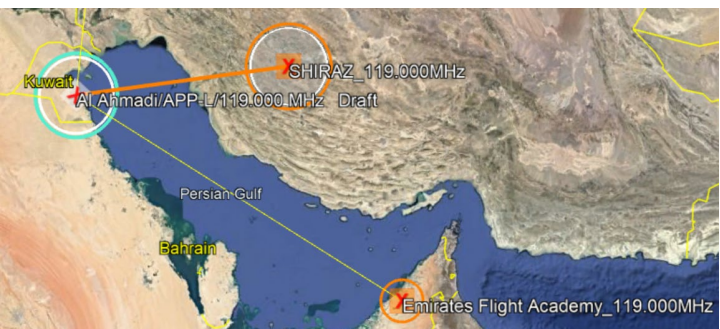 SHIRAZ_119.000MHz
Kuwait
Al Ahmadi/APP-L/119.000 MHz Draft
Persian Gulf
Bahrain
Emirates Flight Academy_119.000MHz